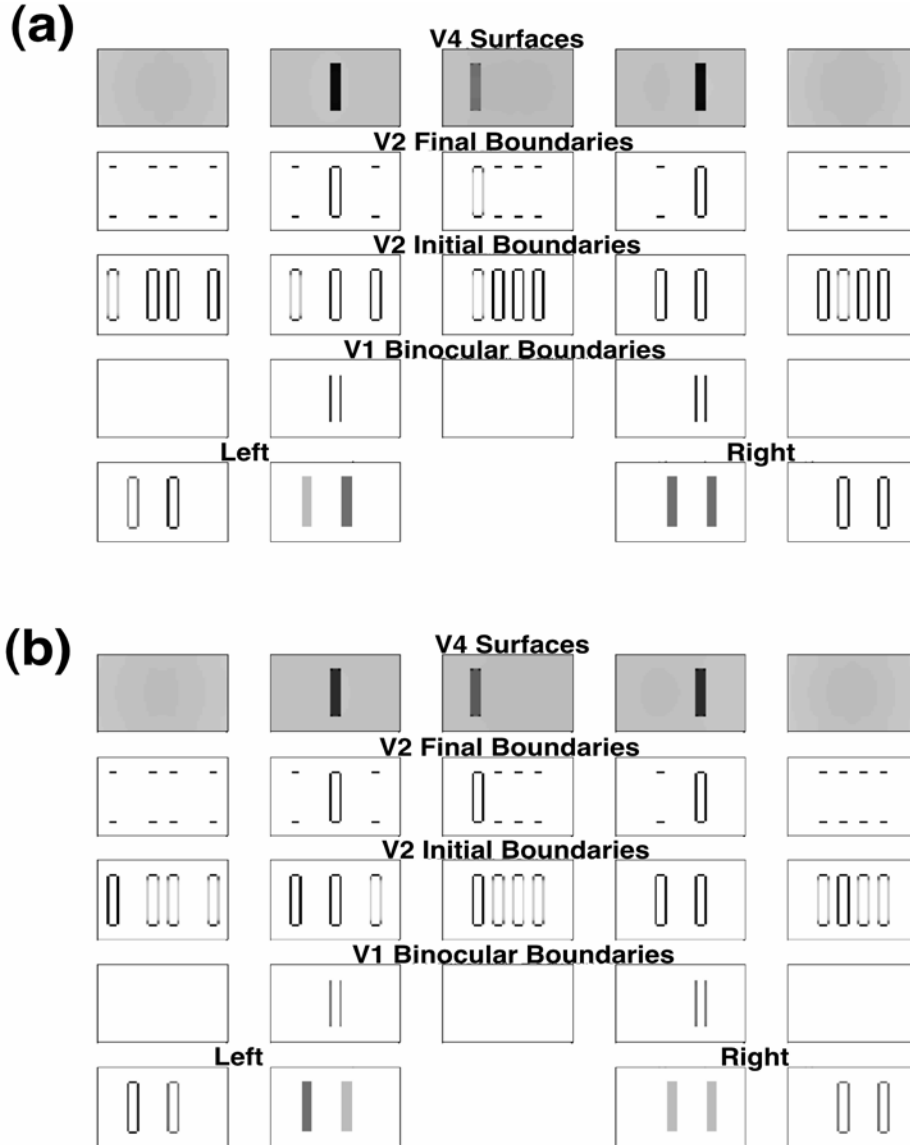 (a)
V4 Surfaces
V2 Final Boundaries
V2 Initial Boundaries
V1 Binocular Boundaries
Left Right
(b)
V4 Surfaces
V2 Final Boundaries
V2 Initial Boundaries
V1 Binocular Boundaries
Left Right